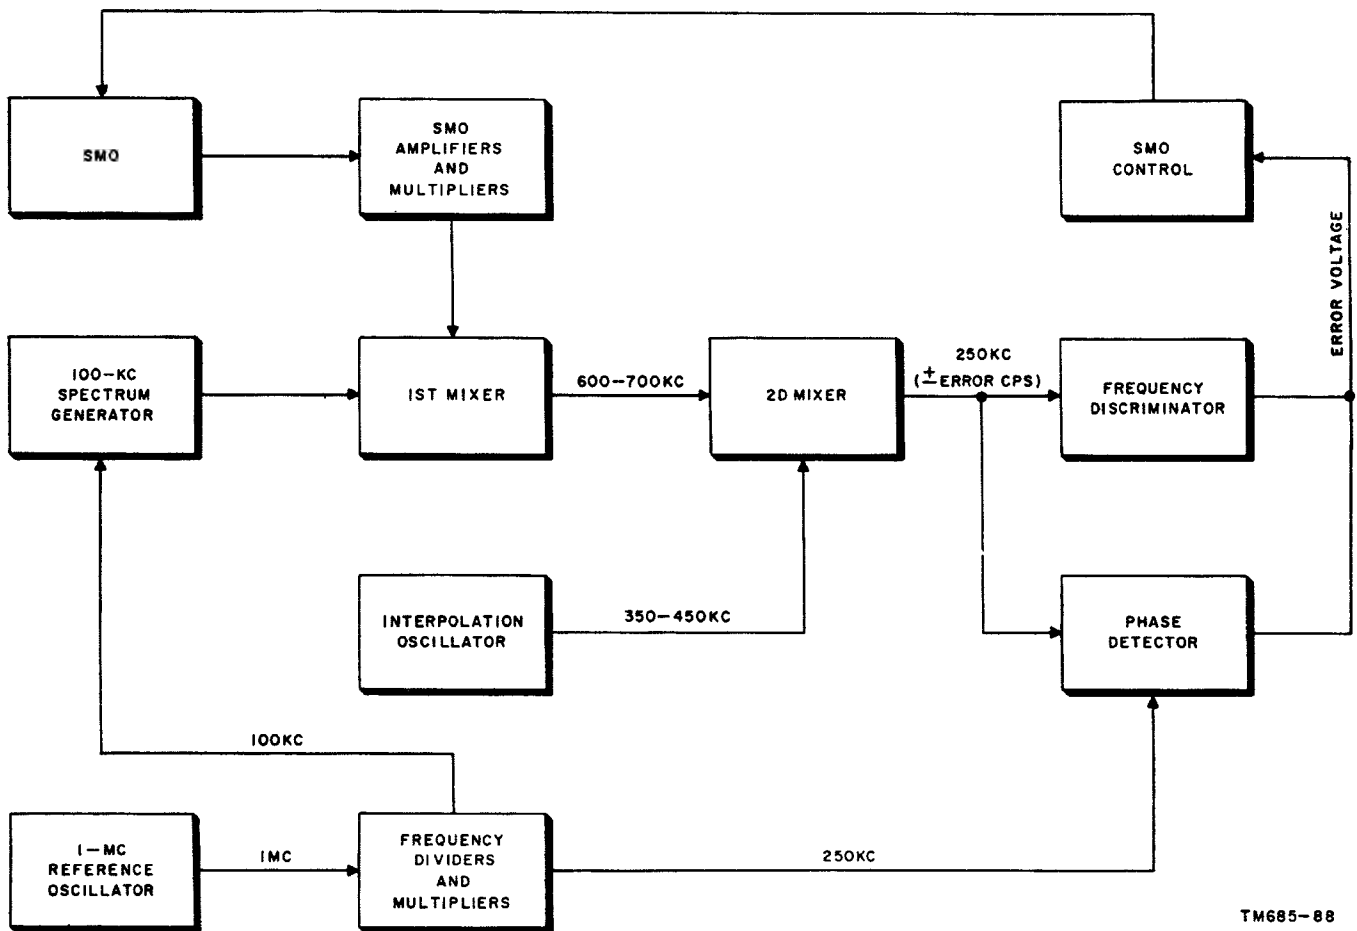 SMO
SMO
AMPLIFIERS
AND
MULTIPLIERS
SMO
CONTROL
ERROR VOLTAGE
100-KC
SPECTRUM
GENERATOR
1ST MIXER
600-700KC
2D MIXER
250KC
(± ERROR CPS)
FREQUENCY
DISCRIMINATOR
INTERPOLATION
OSCILLATOR
350-450KC
PHASE
DETECTOR
100KC
1-MC
REFERENCE
OSCILLATOR
1MC
FREQUENCY
DIVIDERS
AND
MULTIPLIERS
250KC
TM685-88